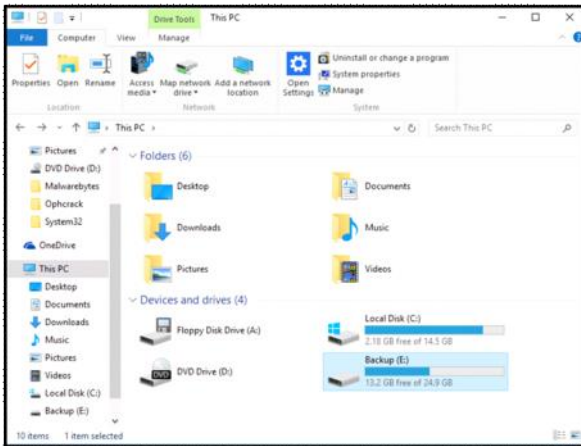 Drive Tools This PC
File Computer View Manage
Properties Open Rename Access media Map network drive Add a network location Open Settings Uninstall or change a program
System properties
Manage
Location Network System
This PC Search This PC
Pictures
DVD Drive (D:)
Malwarebytes
Ophcrack
System32
OneDrive
This PC
Desktop
Documents
Downloads
Music
Pictures
Videos
Local Disk (C:)
Backup (E:)
Folders (6)
Desktop
Documents
Downloads
Music
Pictures
Videos
Devices and drives (4)
Floppy Disk Drive (A:)
Local Disk (C:)
2.18 GB free of 14.5 GB
DVD Drive (D:)
DVD
Backup (E:)
13.2 GB free of 24.9 GB
10 items 1 item selected